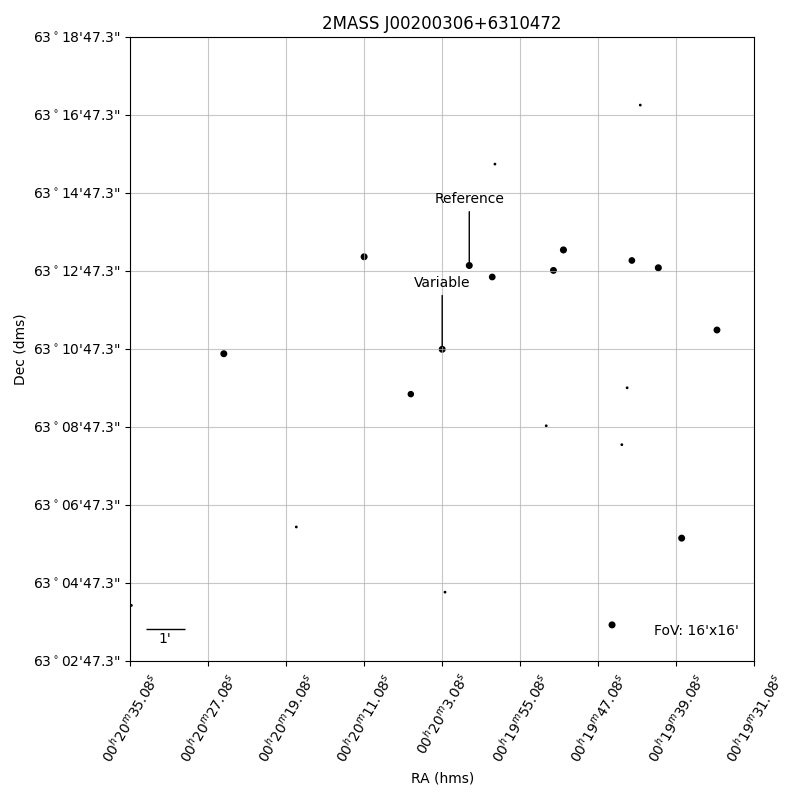 2MASS J00200306+6310472
63°18'47.3"
63°16'47.3"
63°14'47.3"
Reference
63°12'47.3"
Variable
63°10'47.3"
Dec (dms)
63°08'47.3"
63°06'47.3"
63°04'47.3"
1'
FoV: 16'x16'
63°02'47.3"
00ʰ20ᵐ35.08ˢ
00ʰ20ᵐ27.08ˢ
00ʰ20ᵐ19.08ˢ
00ʰ20ᵐ11.08ˢ
00ʰ20ᵐ3.08ˢ
00ʰ19ᵐ55.08ˢ
00ʰ19ᵐ47.08ˢ
00ʰ19ᵐ39.08ˢ
00ʰ19ᵐ31.08ˢ
RA (hms)